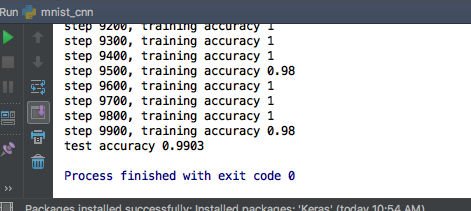 Run mnist_cnn
step 9200, training accuracy 1
step 9300, training accuracy 1
step 9400, training accuracy 1
step 9500, training accuracy 0.98
step 9600, training accuracy 1
step 9700, training accuracy 1
step 9800, training accuracy 1
step 9900, training accuracy 0.98
test accuracy 0.9903
Process finished with exit code 0
Packages installed successfully: Installed packages: 'Keras' (today 10:54 AM)